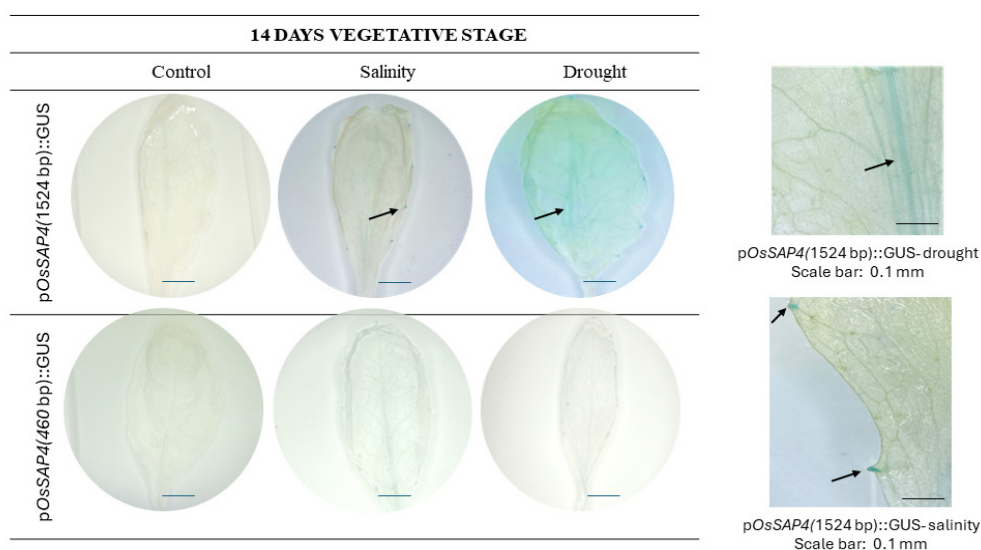 14 DAYS VEGETATIVE STAGE
Control Salinity Drought
pOsSAP4(1524 bp)::GUS
pOsSAP4(460 bp)::GUS
pOsSAP4(1524 bp)::GUS-drought
Scale bar: 0.1 mm
pOsSAP4(1524 bp)::GUS-salinity
Scale bar: 0.1 mm